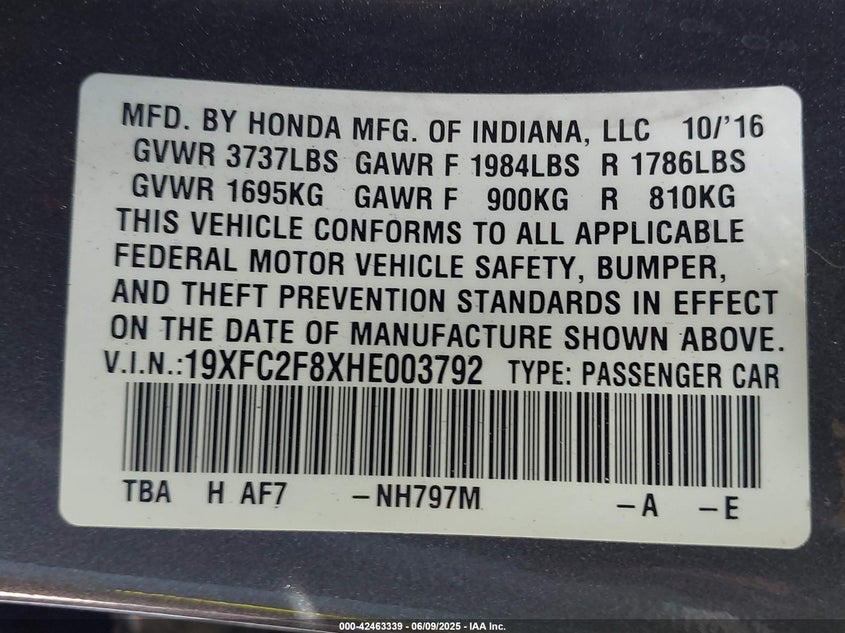 MFD. BY HONDA MFG. OF INDIANA, LLC 10/'16
GVWR 3737LBS GAWR F 1984LBS R 1786LBS
GVWR 1695KG GAWR F 900KG R 810KG
THIS VEHICLE CONFORMS TO ALL APPLICABLE
FEDERAL MOTOR VEHICLE SAFETY, BUMPER,
AND THEFT PREVENTION STANDARDS IN EFFECT
ON THE DATE OF MANUFACTURE SHOWN ABOVE.
V.I.N.:19XFC2F8XHE003792 TYPE: PASSENGER CAR
TBA H AF7 -NH797M -A -E
000-42463339 - 06/09/2025 - IAA Inc.